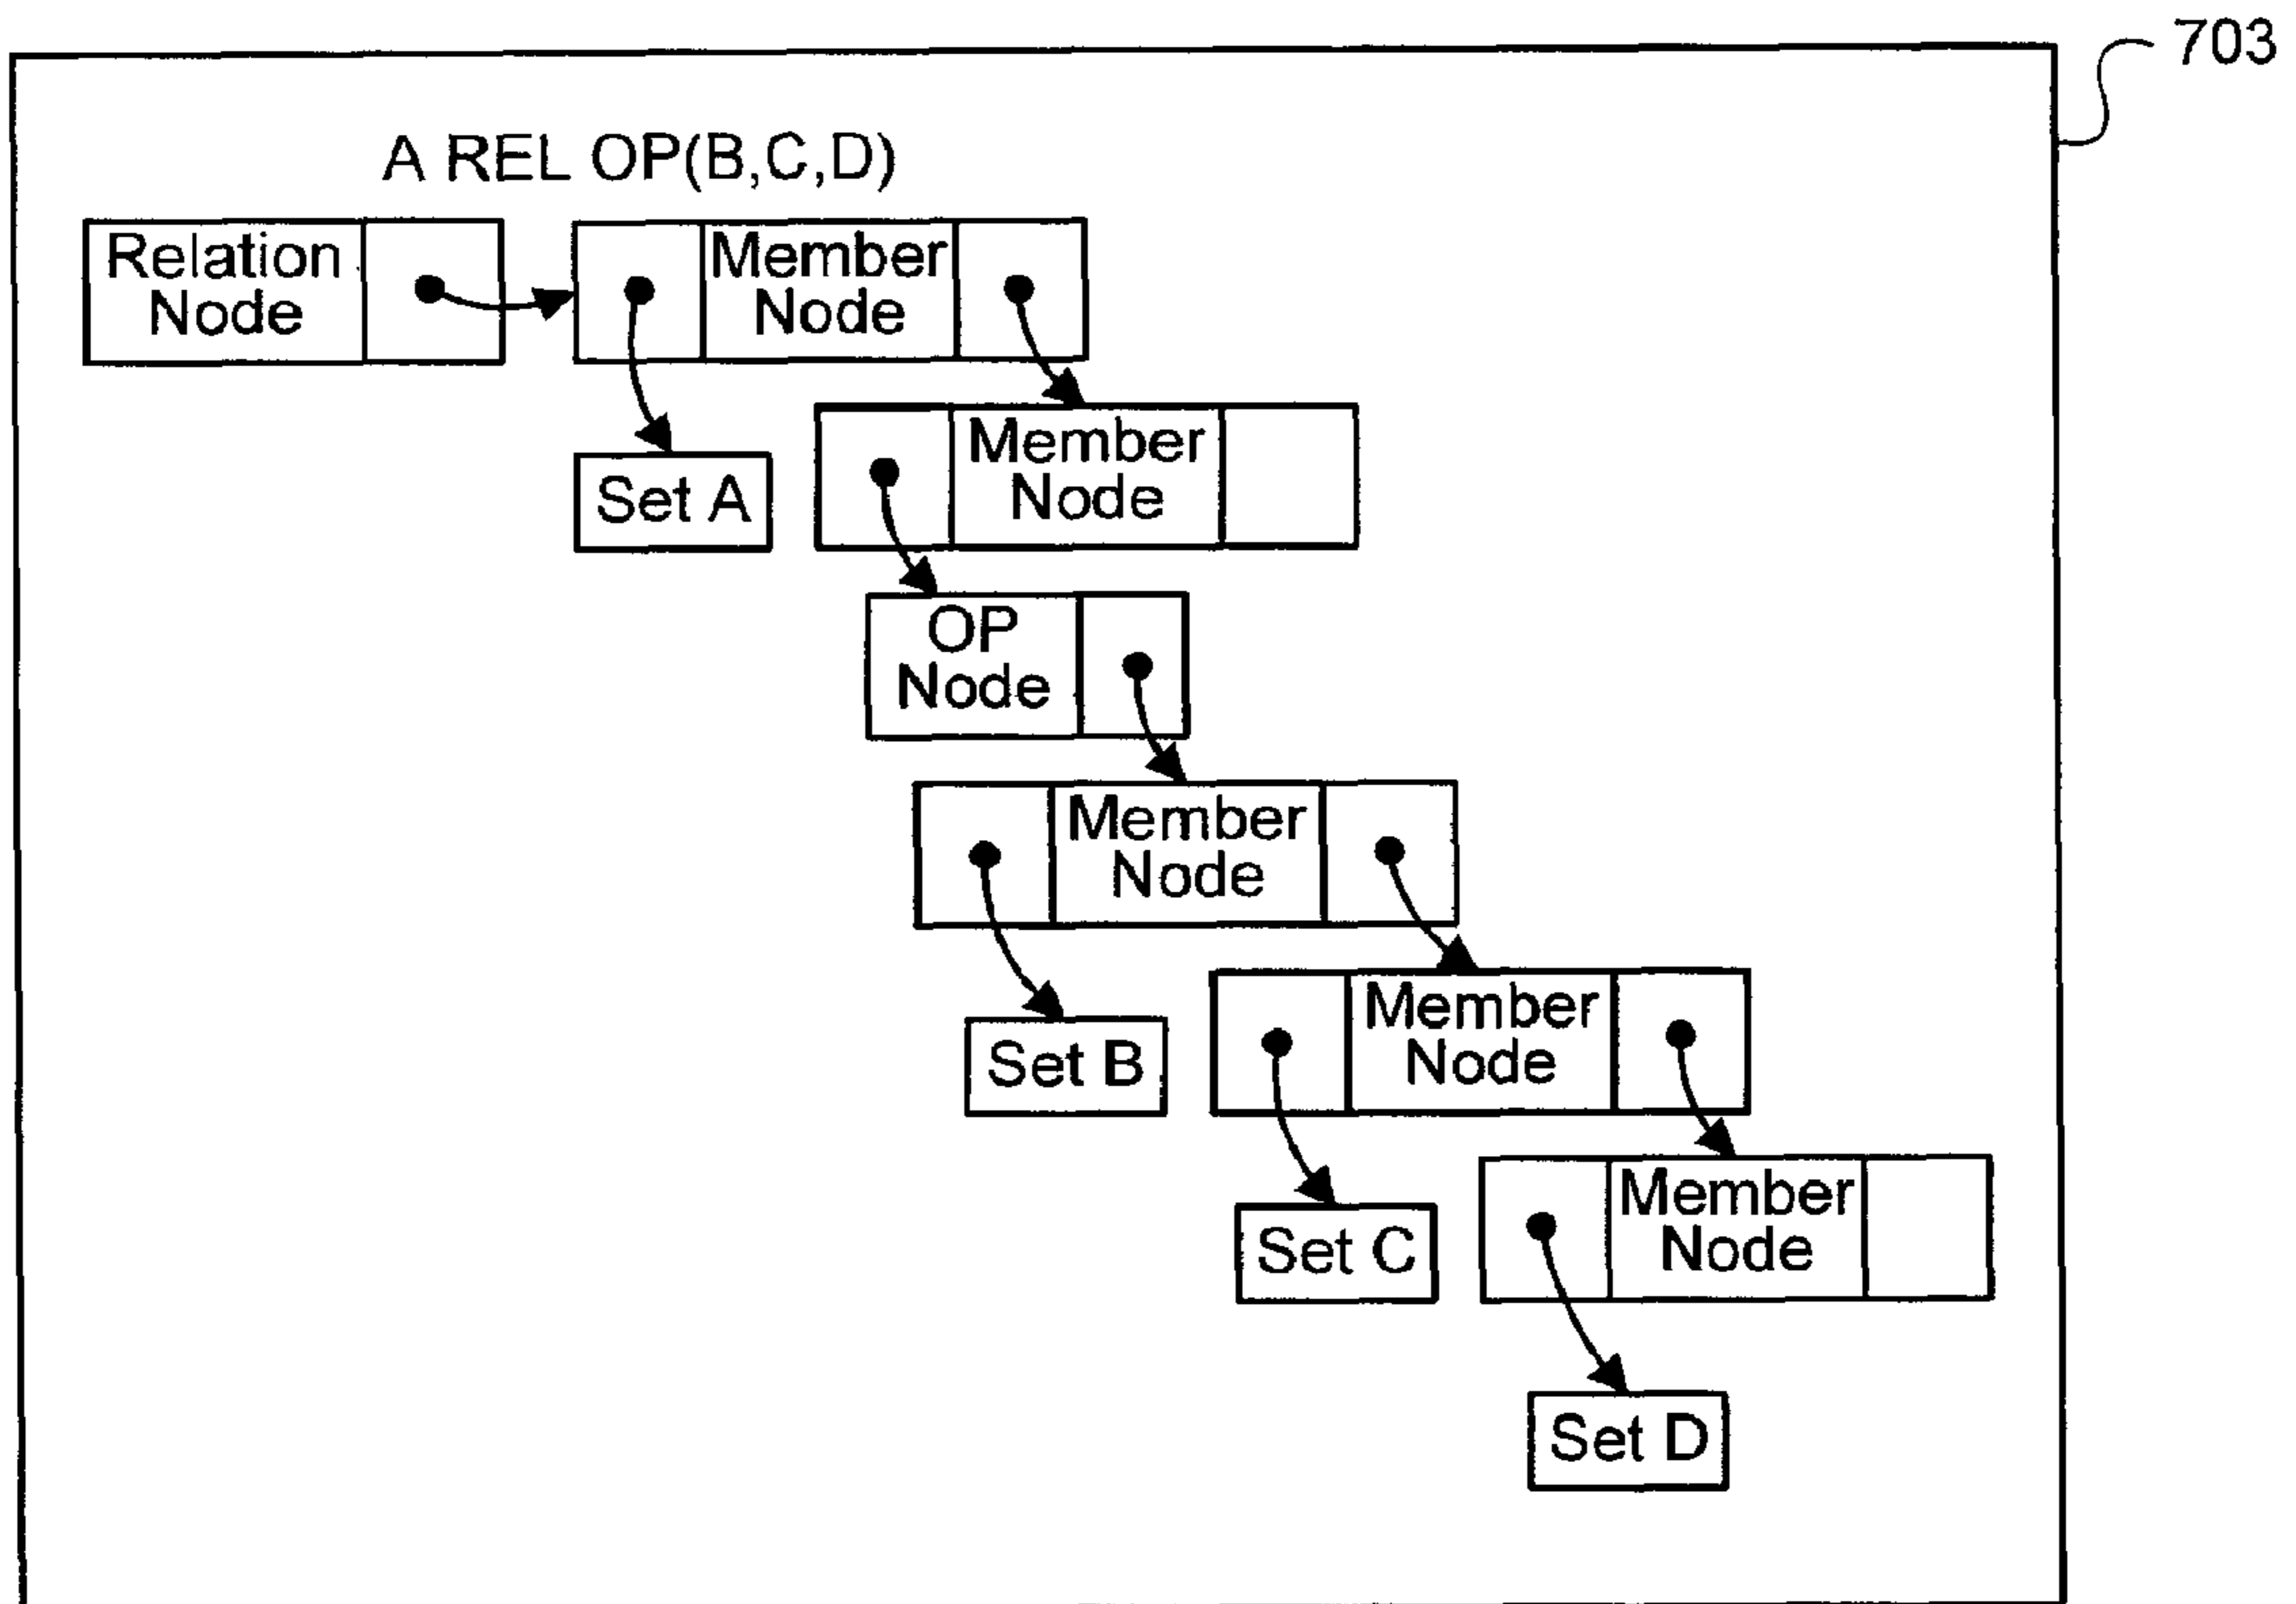 703
A REL OP(B,C,D)
Relation
Node
Member
Node
Member
Node
Set A
OP
Node
Member
Node
Member
Node
Set B
Member
Node
Set C
Set D